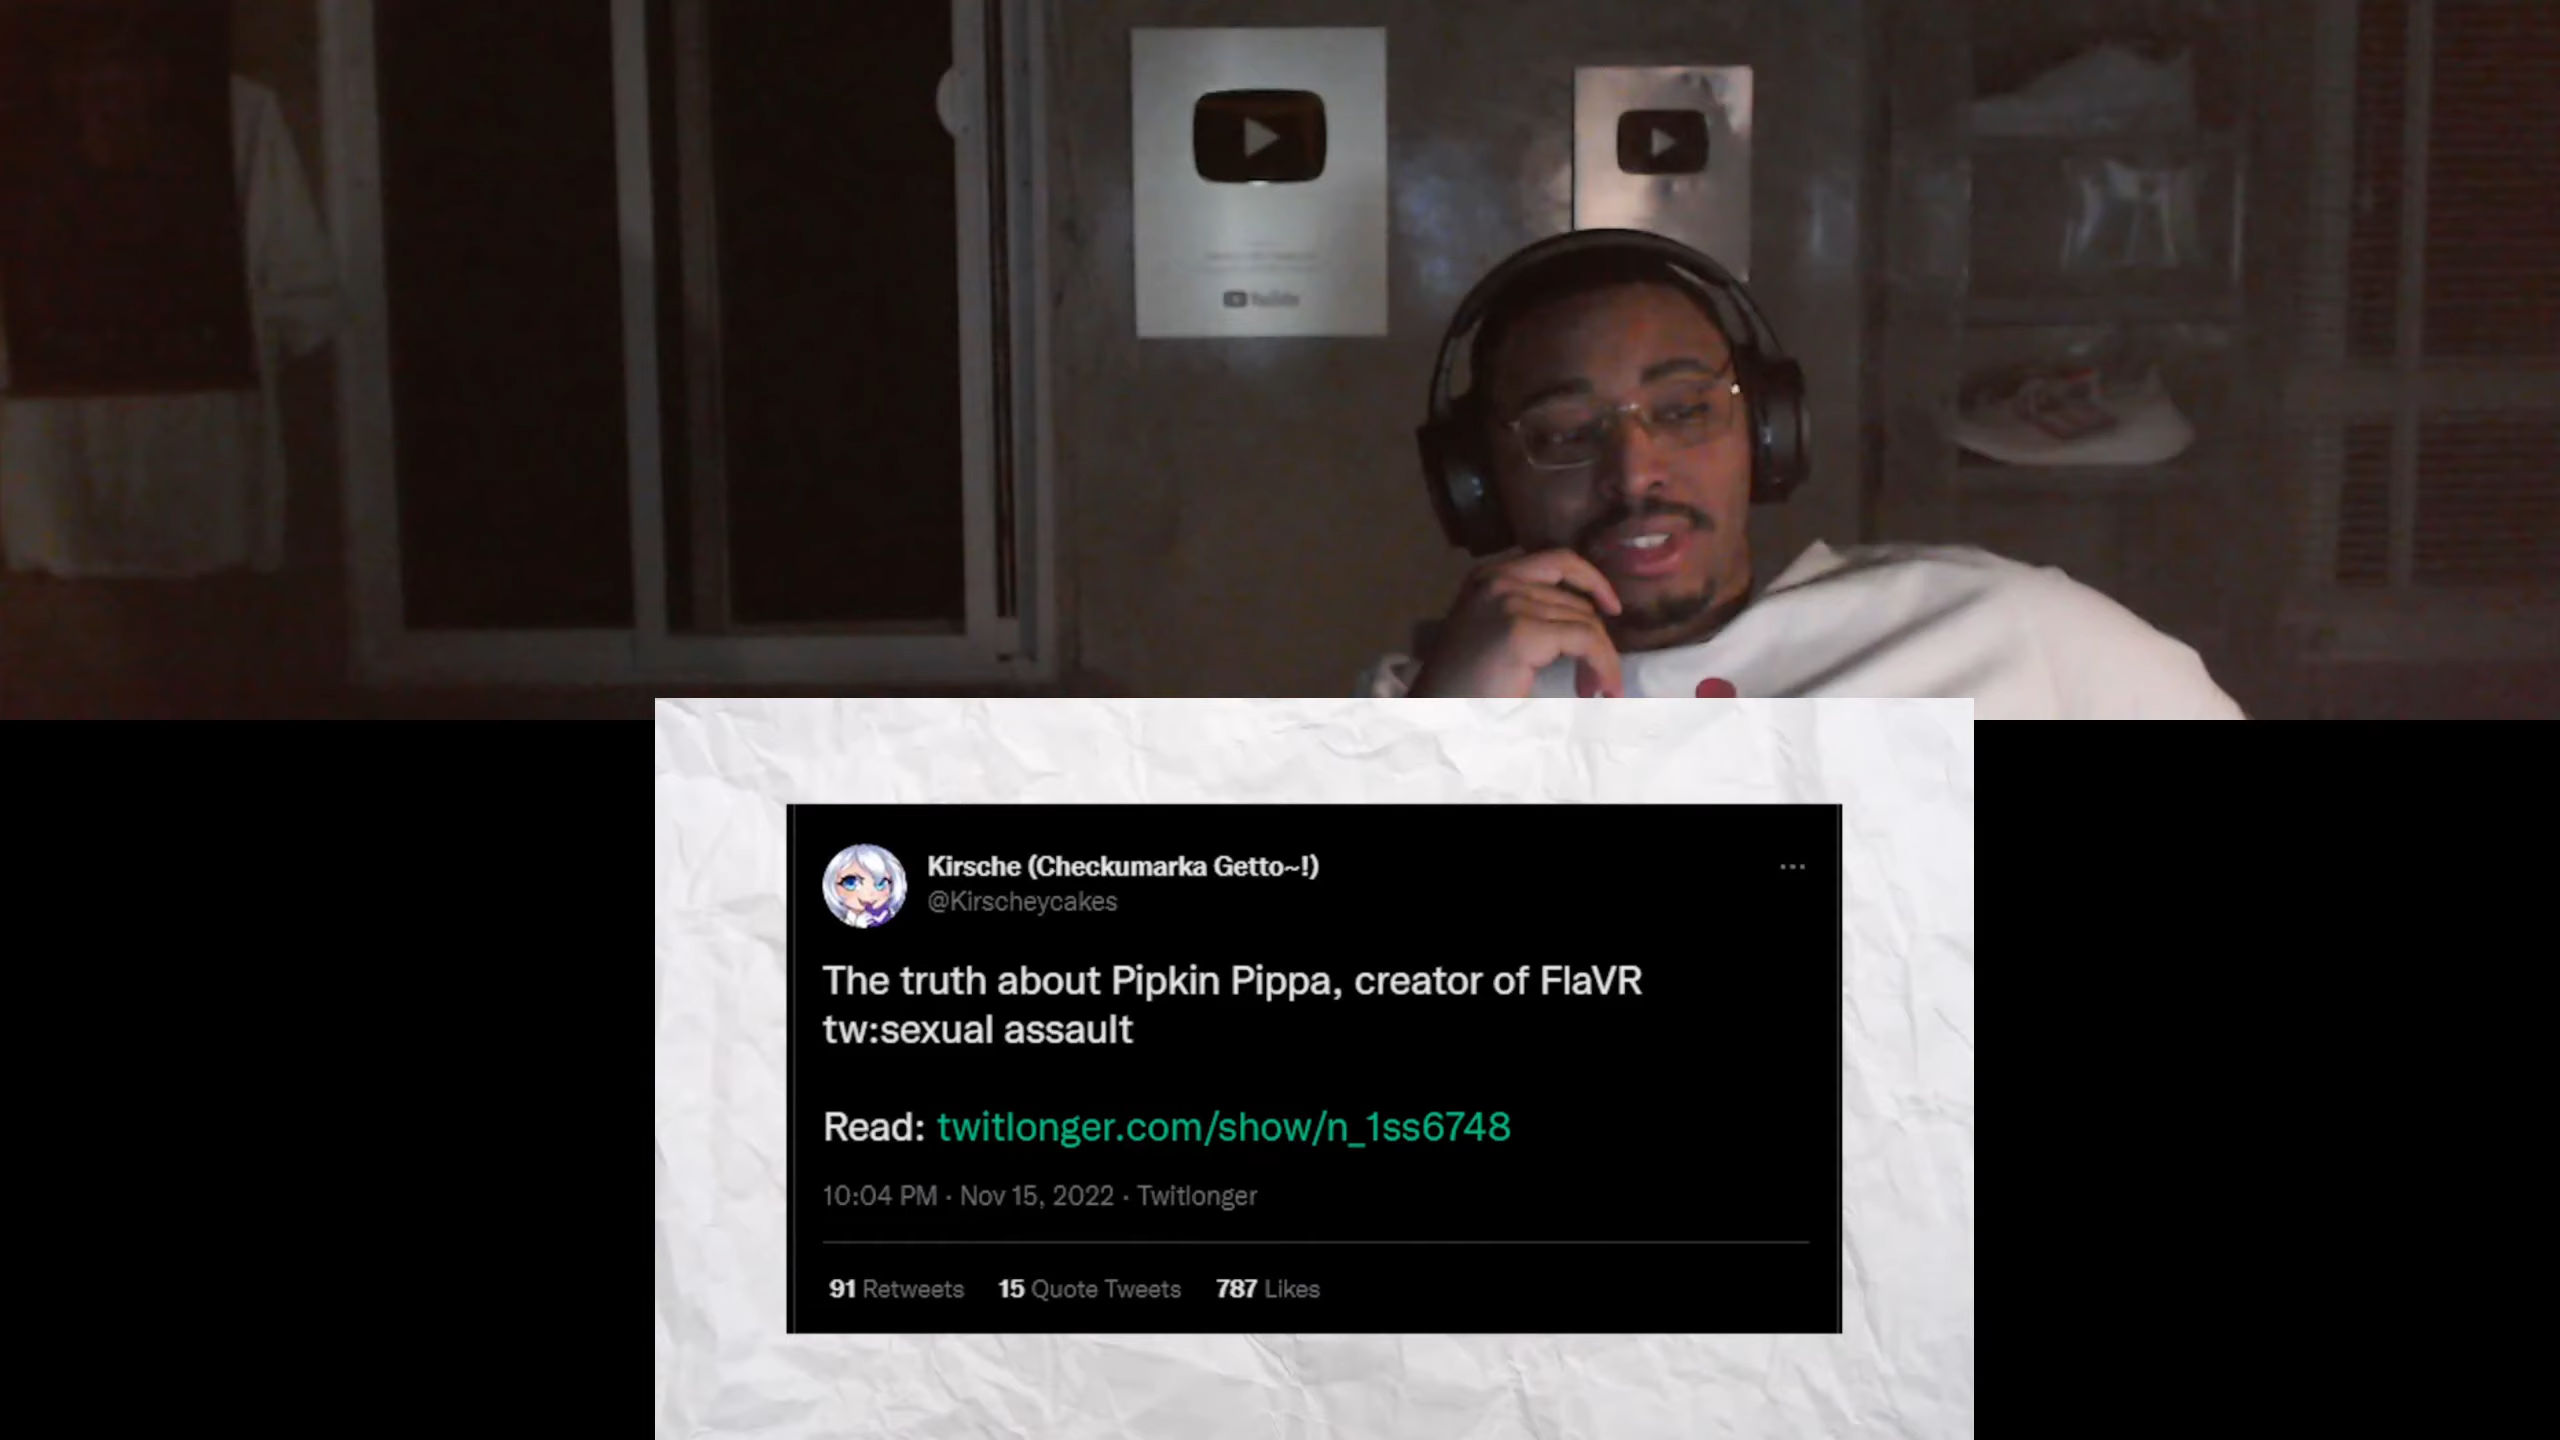 YouTube
Kirsche (Checkumarka Getto~!)
@Kirscheycakes
The truth about Pipkin Pippa, creator of FlaVR
tw:sexual assault
Read: twitlonger.com/show/n_1ss6748
10:04 PM · Nov 15, 2022 · Twitlonger
91 Retweets 15 Quote Tweets 787 Likes